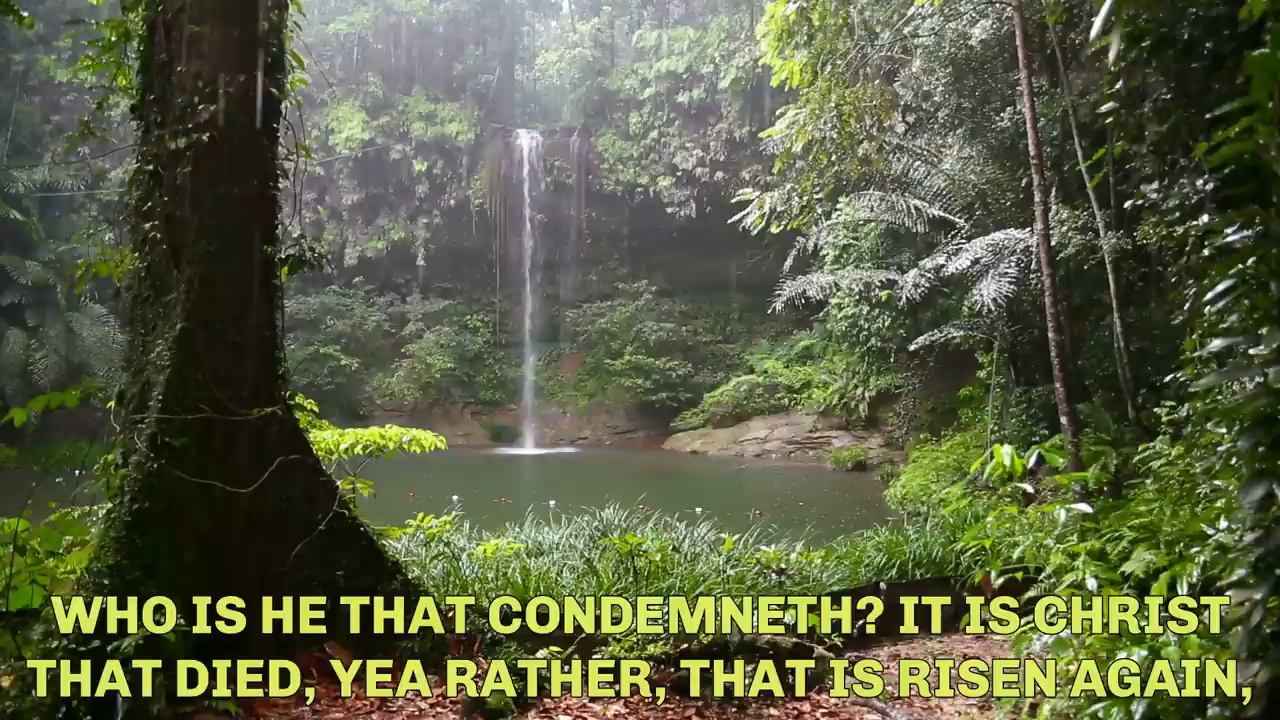 WHO IS HE THAT CONDEMNETH? IT IS CHRIST
THAT DIED, YEA RATHER, THAT IS RISEN AGAIN,